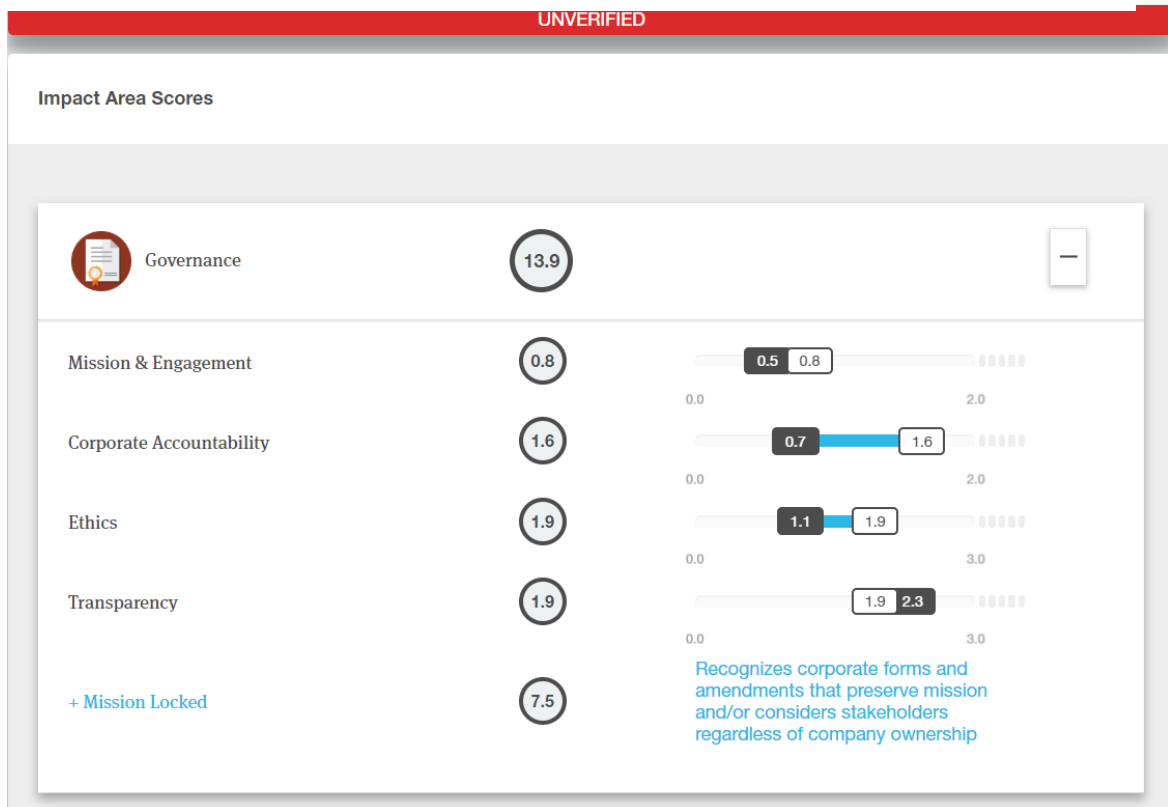 UNVERIFIED
Impact Area Scores
Governance 13.9 −
Mission & Engagement 0.8 0.5 0.8
0.0 2.0
Corporate Accountability 1.6 0.7 1.6
0.0 2.0
Ethics 1.9 1.1 1.9
0.0 3.0
Transparency 1.9 1.9 2.3
0.0 3.0
+ Mission Locked 7.5
Recognizes corporate forms and
amendments that preserve mission
and/or considers stakeholders
regardless of company ownership